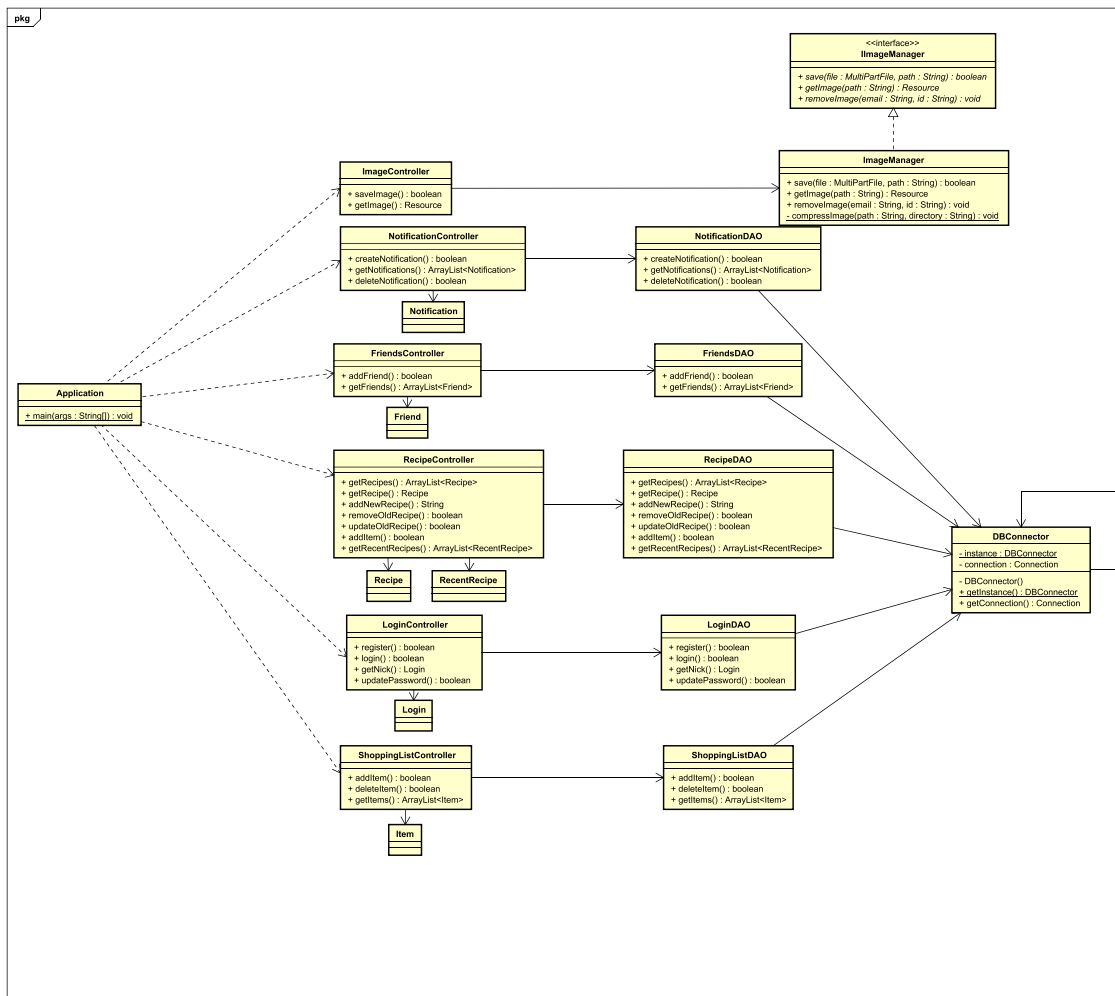 pkg
<<interface>>
IImageManager
+ save(file : MultiPartFile, path : String) : boolean
+ getImage(path : String) : Resource
+ removeImage(email : String, id : String) : void
ImageManager
+ save(file : MultiPartFile, path : String) : boolean
+ getImage(path : String) : Resource
+ removeImage(email : String, id : String) : void
- compressImage(path : String, directory : String) : void
ImageController
+ saveImage() : boolean
+ getImage() : Resource
NotificationController
+ createNotification() : boolean
+ getNotifications() : ArrayList<Notification>
+ deleteNotification() : boolean
NotificationDAO
+ createNotification() : boolean
+ getNotifications() : ArrayList<Notification>
+ deleteNotification() : boolean
Notification
FriendsController
+ addFriend() : boolean
+ getFriends() : ArrayList<Friend>
FriendsDAO
+ addFriend() : boolean
+ getFriends() : ArrayList<Friend>
Application
+ main(args : String[]) : void
Friend
RecipeController
+ getRecipes() : ArrayList<Recipe>
+ getRecipe() : Recipe
+ addNewRecipe() : String
+ removeOldRecipe() : boolean
+ updateOldRecipe() : boolean
+ addItem() : boolean
+ getRecentRecipes() : ArrayList<RecentRecipe>
RecipeDAO
+ getRecipes() : ArrayList<Recipe>
+ getRecipe() : Recipe
+ addNewRecipe() : String
+ removeOldRecipe() : boolean
+ updateOldRecipe() : boolean
+ addItem() : boolean
+ getRecentRecipes() : ArrayList<RecentRecipe>
DBConnector
- instance : DBConnector
- connection : Connection
- DBConnector()
+ getInstance() : DBConnector
+ getConnection() : Connection
Recipe
RecentRecipe
LoginController
+ register() : boolean
+ login() : boolean
+ getNick() : Login
+ updatePassword() : boolean
LoginDAO
+ register() : boolean
+ login() : boolean
+ getNick() : Login
+ updatePassword() : boolean
Login
ShoppingListController
+ addItem() : boolean
+ deleteItem() : boolean
+ getItems() : ArrayList<Item>
ShoppingListDAO
+ addItem() : boolean
+ deleteItem() : boolean
+ getItems() : ArrayList<Item>
Item